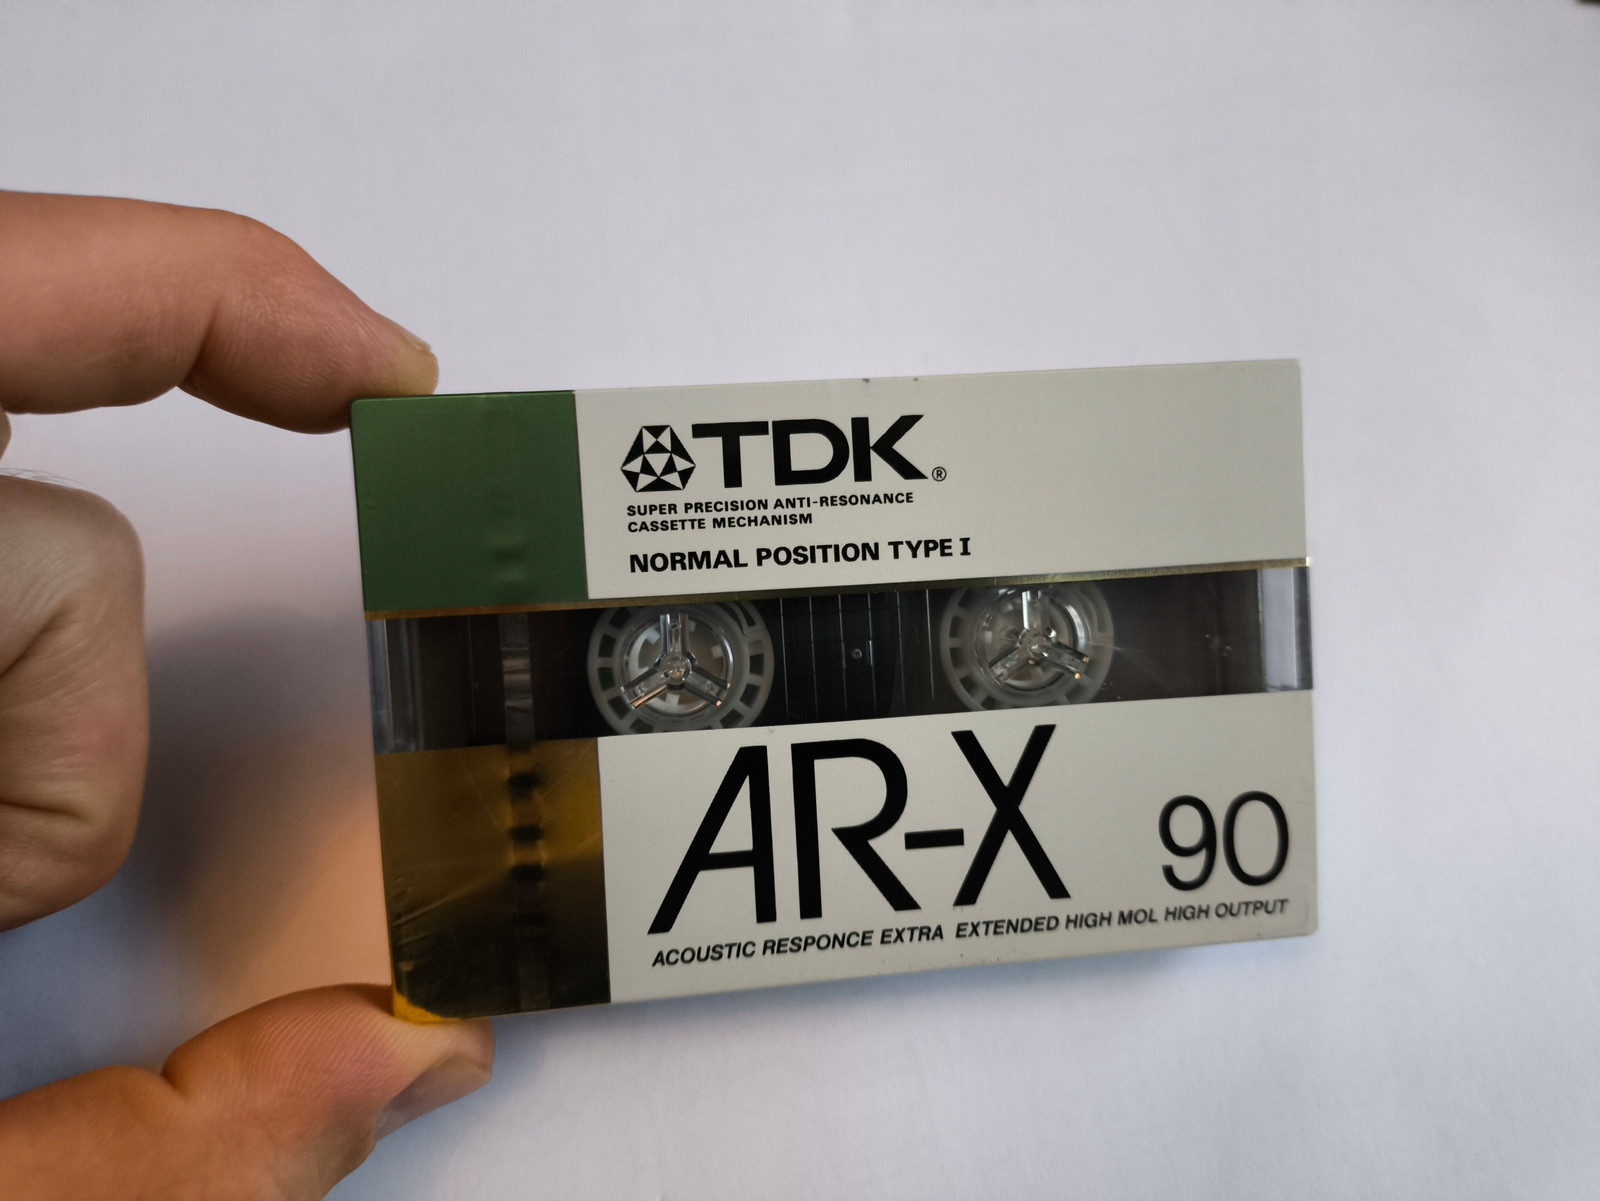 TDK®
SUPER PRECISION ANTI-RESONANCE
CASSETTE MECHANISM
NORMAL POSITION TYPE I
AR-X 90
ACOUSTIC RESPONCE EXTRA EXTENDED HIGH MOL HIGH OUTPUT